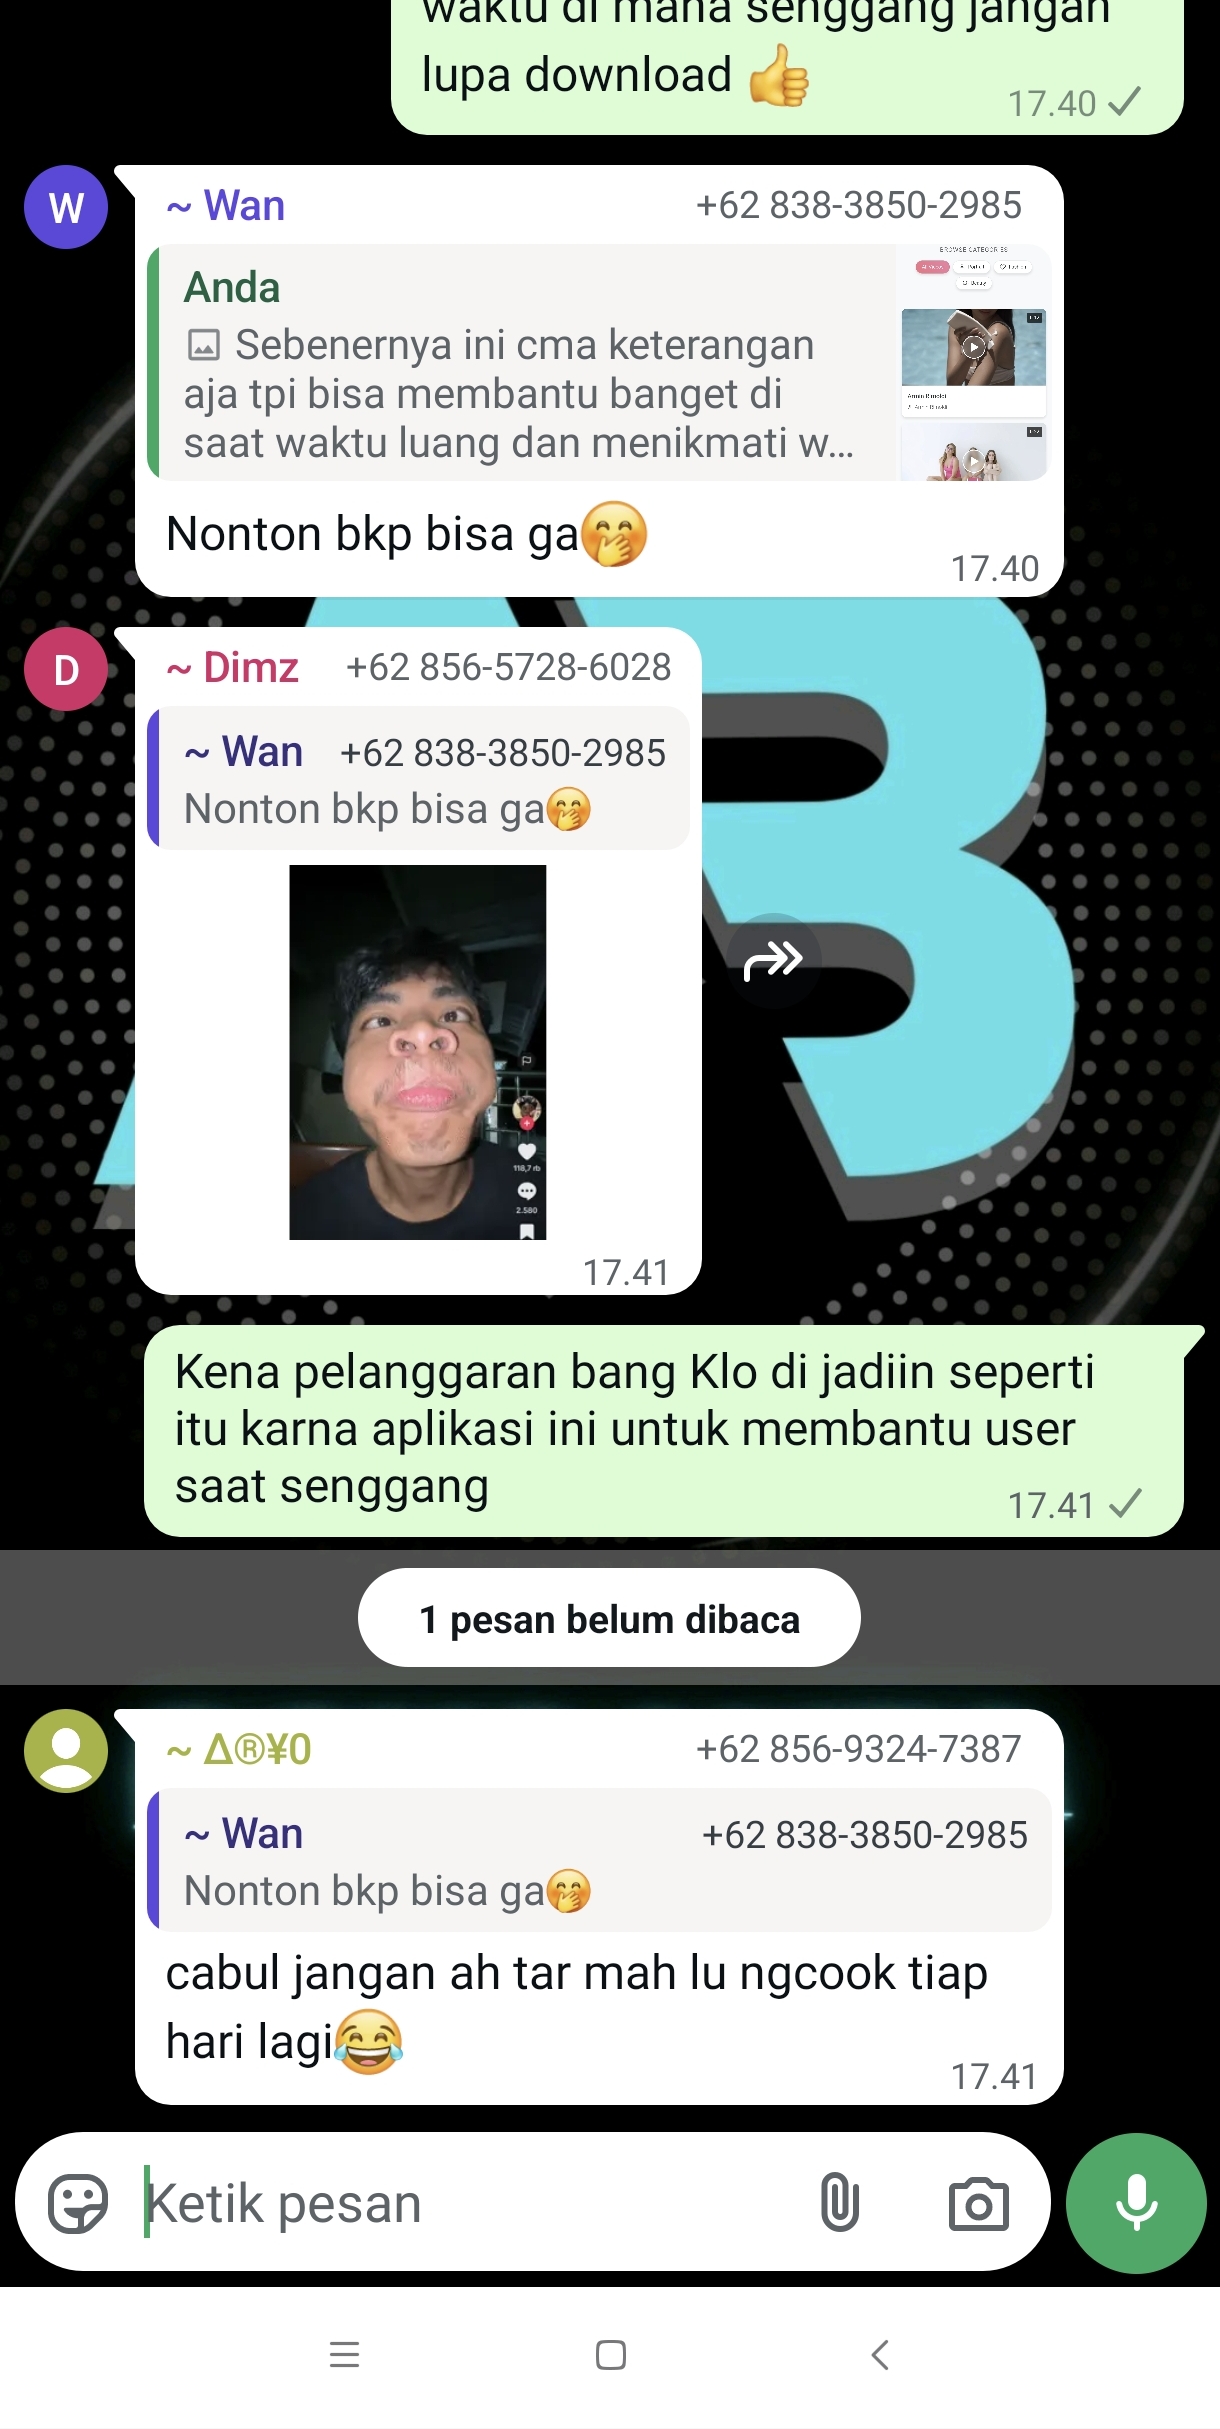 waktu di mana senggang jangan
lupa download 👍
17.40
W
~ Wan +62 838-3850-2985
Anda
Sebenernya ini cma keterangan
aja tpi bisa membantu banget di
saat waktu luang dan menikmati w...
BROWSE CATEGORIES
Nonton bkp bisa ga🤭
17.40
D
~ Dimz +62 856-5728-6028
~ Wan +62 838-3850-2985
Nonton bkp bisa ga🤭
118,7 rb
2.580
17.41
Kena pelanggaran bang Klo di jadiin seperti
itu karna aplikasi ini untuk membantu user
saat senggang
17.41
1 pesan belum dibaca
~ Δ®¥0 +62 856-9324-7387
~ Wan +62 838-3850-2985
Nonton bkp bisa ga🤭
cabul jangan ah tar mah lu ngcook tiap
hari lagi😂
17.41
Ketik pesan